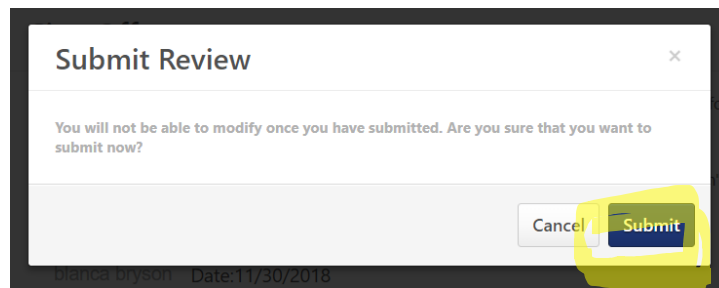 Submit Review
×
You will not be able to modify once you have submitted. Are you sure that you want to
submit now?
Cancel Submit
blanca bryson Date:11/30/2018